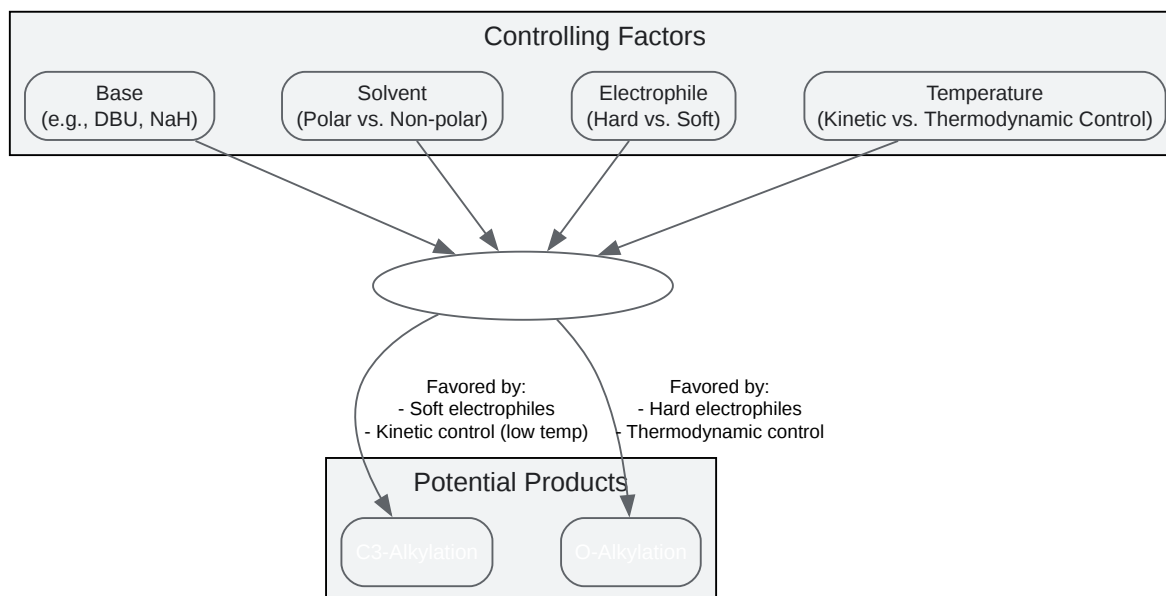 Controlling Factors
Base
(e.g., DBU, NaH)
Solvent
(Polar vs. Non-polar)
Electrophile
(Hard vs. Soft)
Temperature
(Kinetic vs. Thermodynamic Control)
Favored by:
- Soft electrophiles
- Kinetic control (low temp)
Favored by:
- Hard electrophiles
- Thermodynamic control
Potential Products
C3-Alkylation
O-Alkylation